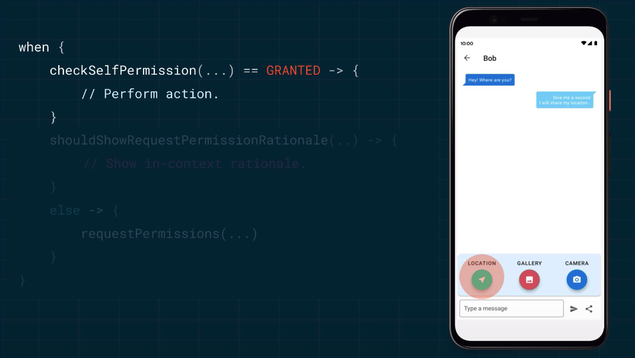 when {
checkSelfPermission(...) == GRANTED -> {
// Perform action.
}
shouldShowRequestPermissionRationale(..) -> {
// Show in-context rationale.
}
else -> {
requestPermissions(...)
}
}
10:00
Bob
Hey! Where are you?
Give me a second
I will share my location.
LOCATION
GALLERY
CAMERA
Type a message